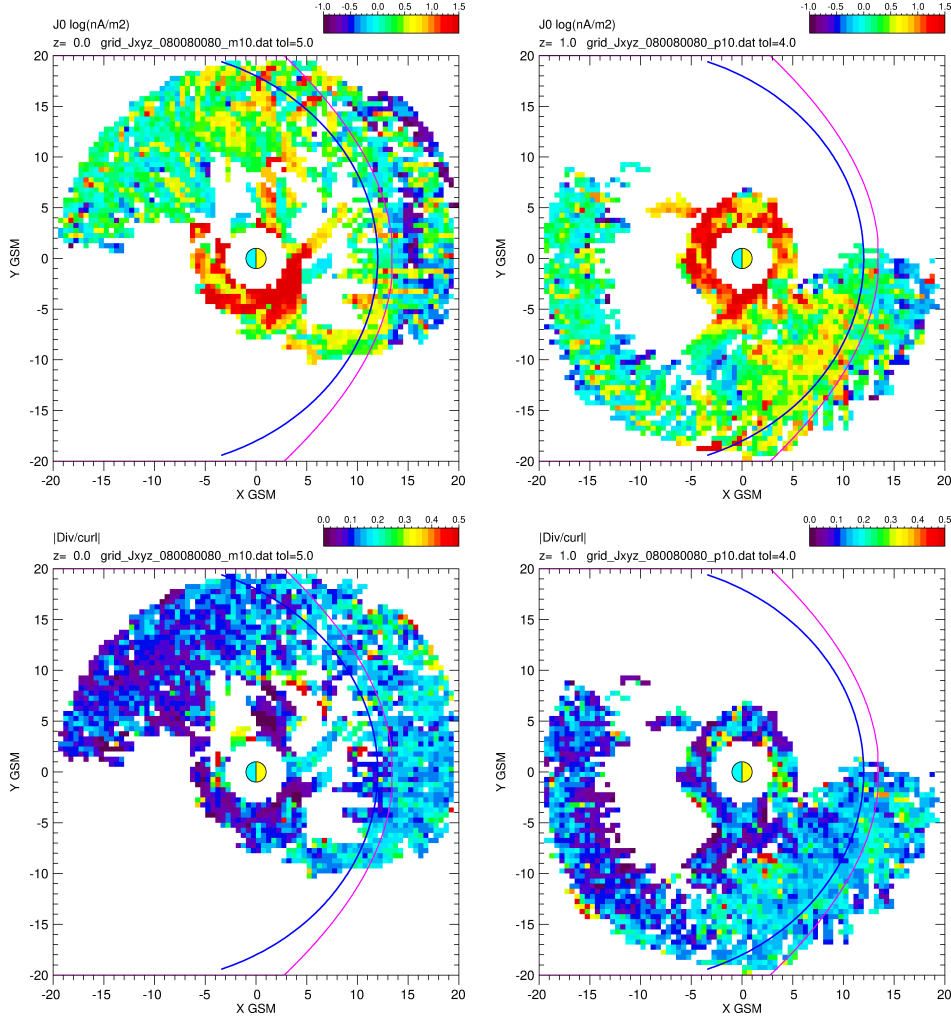 -1.0 -0.5 0.0 0.5 1.0 1.5
J0 log(nA/m2)
z= 0.0 grid_Jxyz_080080080_m10.dat tol=5.0
20
15
10
5
0
-5
-10
-15
-20
Y GSM
-20 -15 -10 -5 0 5 10 15 20
X GSM
-1.0 -0.5 0.0 0.5 1.0 1.5
J0 log(nA/m2)
z= 1.0 grid_Jxyz_080080080_p10.dat tol=4.0
20
15
10
5
0
-5
-10
-15
-20
Y GSM
-20 -15 -10 -5 0 5 10 15 20
X GSM
0.0 0.1 0.2 0.3 0.4 0.5
|Div/curl|
z= 0.0 grid_Jxyz_080080080_m10.dat tol=5.0
20
15
10
5
0
-5
-10
-15
-20
Y GSM
-20 -15 -10 -5 0 5 10 15 20
X GSM
0.0 0.1 0.2 0.3 0.4 0.5
|Div/curl|
z= 1.0 grid_Jxyz_080080080_p10.dat tol=4.0
20
15
10
5
0
-5
-10
-15
-20
Y GSM
-20 -15 -10 -5 0 5 10 15 20
X GSM